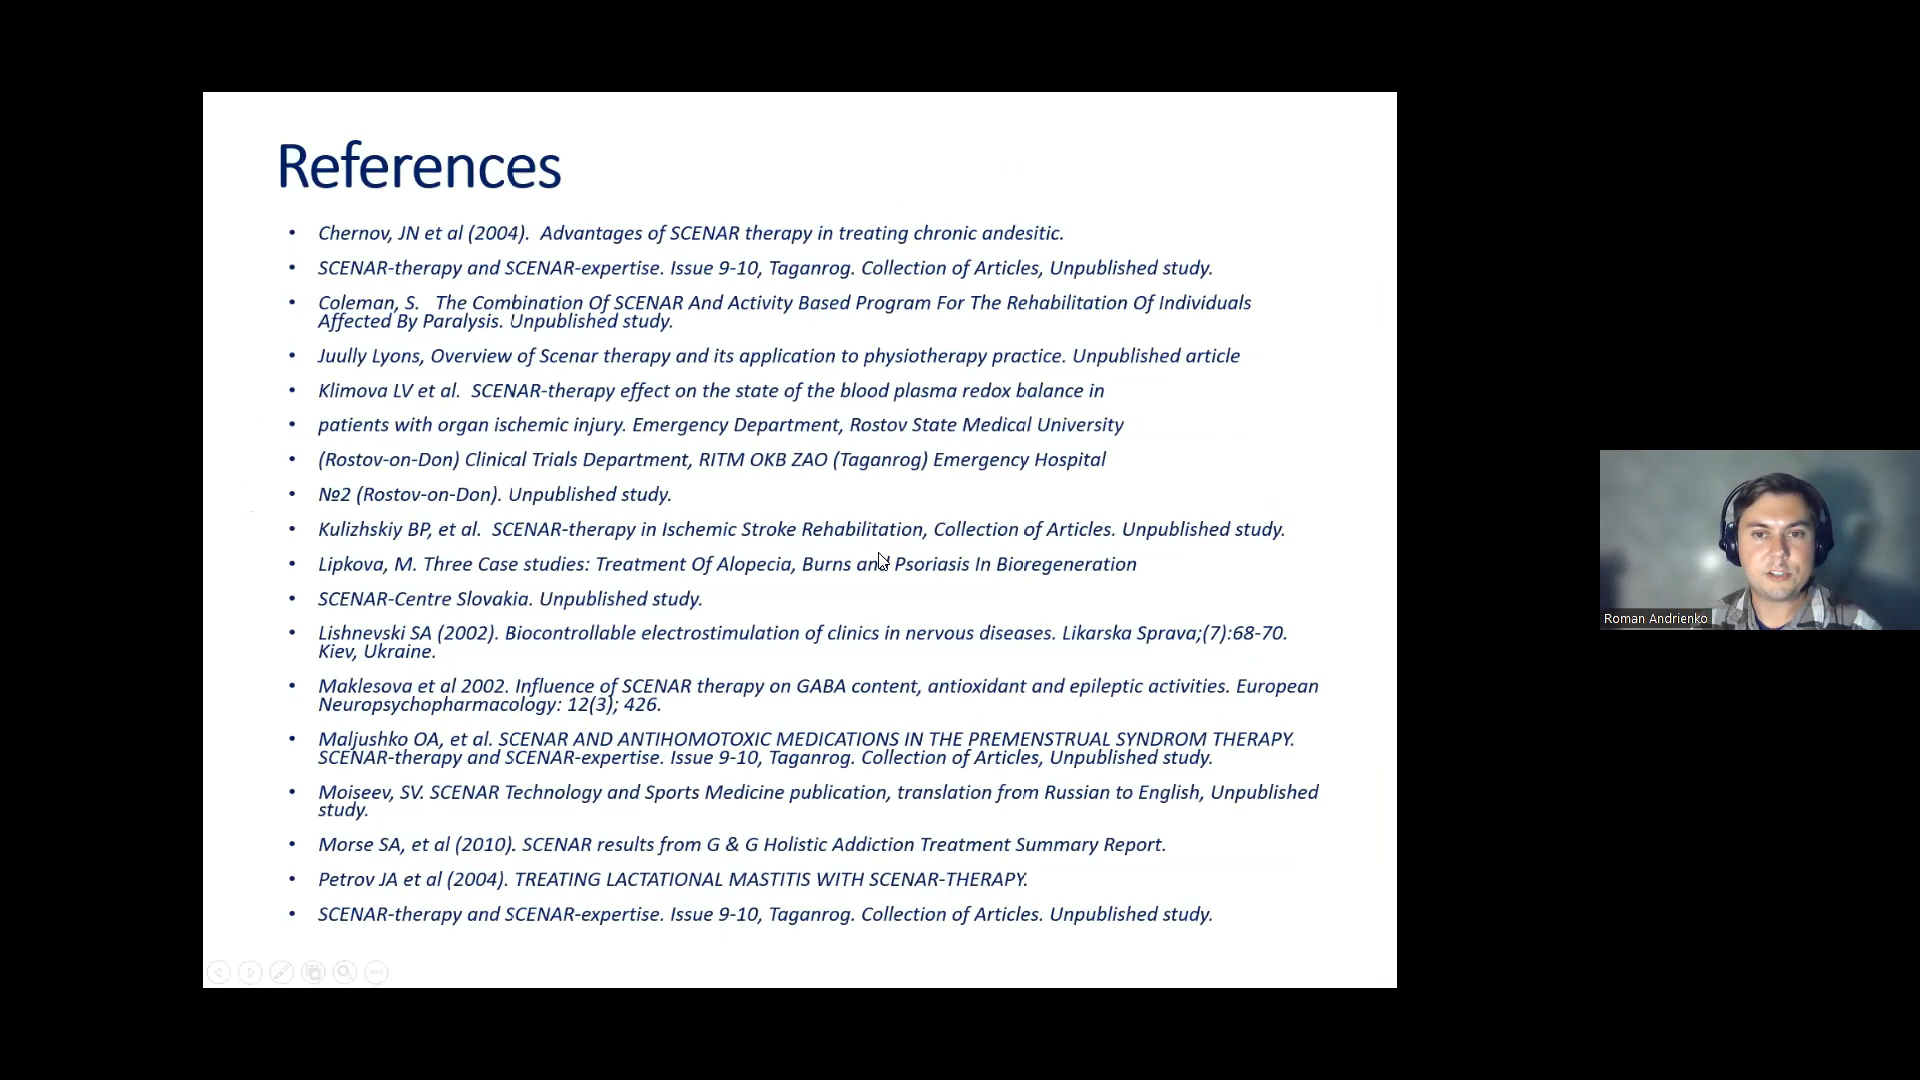 References
• Chernov, JN et al (2004).  Advantages of SCENAR therapy in treating chronic andesitic.
• SCENAR-therapy and SCENAR-expertise. Issue 9-10, Taganrog. Collection of Articles, Unpublished study.
• Coleman, S.   The Combination Of SCENAR And Activity Based Program For The Rehabilitation Of Individuals
Affected By Paralysis. Unpublished study.
• Juully Lyons, Overview of Scenar therapy and its application to physiotherapy practice. Unpublished article
• Klimova LV et al.  SCENAR-therapy effect on the state of the blood plasma redox balance in
• patients with organ ischemic injury. Emergency Department, Rostov State Medical University
• (Rostov-on-Don) Clinical Trials Department, RITM OKB ZAO (Taganrog) Emergency Hospital
• №2 (Rostov-on-Don). Unpublished study.
• Kulizhskiy BP, et al.  SCENAR-therapy in Ischemic Stroke Rehabilitation, Collection of Articles. Unpublished study.
• Lipkova, M. Three Case studies: Treatment Of Alopecia, Burns and Psoriasis In Bioregeneration
• SCENAR-Centre Slovakia. Unpublished study.
• Lishnevski SA (2002). Biocontrollable electrostimulation of clinics in nervous diseases. Likarska Sprava;(7):68-70.
Kiev, Ukraine.
• Maklesova et al 2002. Influence of SCENAR therapy on GABA content, antioxidant and epileptic activities. European
Neuropsychopharmacology: 12(3); 426.
• Maljushko OA, et al. SCENAR AND ANTIHOMOTOXIC MEDICATIONS IN THE PREMENSTRUAL SYNDROM THERAPY.
SCENAR-therapy and SCENAR-expertise. Issue 9-10, Taganrog. Collection of Articles, Unpublished study.
• Moiseev, SV. SCENAR Technology and Sports Medicine publication, translation from Russian to English, Unpublished
study.
• Morse SA, et al (2010). SCENAR results from G & G Holistic Addiction Treatment Summary Report.
• Petrov JA et al (2004). TREATING LACTATIONAL MASTITIS WITH SCENAR-THERAPY.
• SCENAR-therapy and SCENAR-expertise. Issue 9-10, Taganrog. Collection of Articles. Unpublished study.
Roman Andrienko